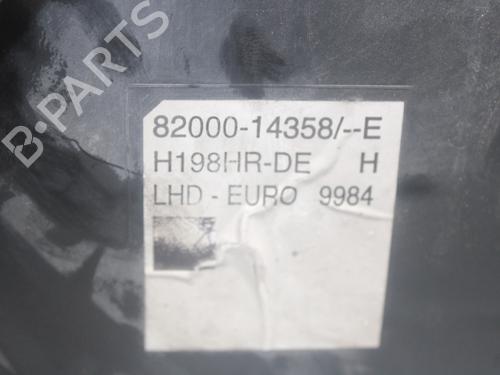 B-PARTS
82000-14358/--E
H198HR-DE H
LHD - EURO 9984